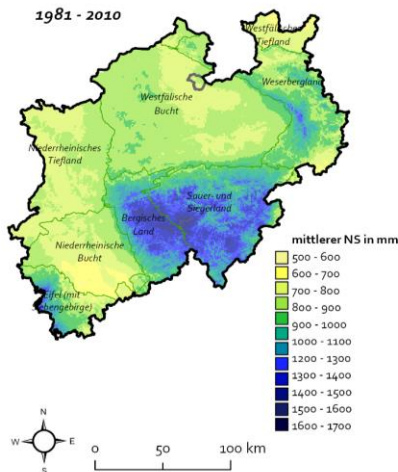 1981 - 2010
Westfälisches
Tiefland
Weserbergland
Westfälische
Bucht
Niederrheinisches
Tiefland
Sauer- und
Siegerland
Bergisches
Land
Niederrheinische
Bucht
Eifel (mit
Siebengebirge)
mittlerer NS in mm
500 - 600
600 - 700
700 - 800
800 - 900
900 - 1000
1000 - 1100
1200 - 1300
1300 - 1400
1400 - 1500
1500 - 1600
1600 - 1700
N
W
E
S
0 50 100 km